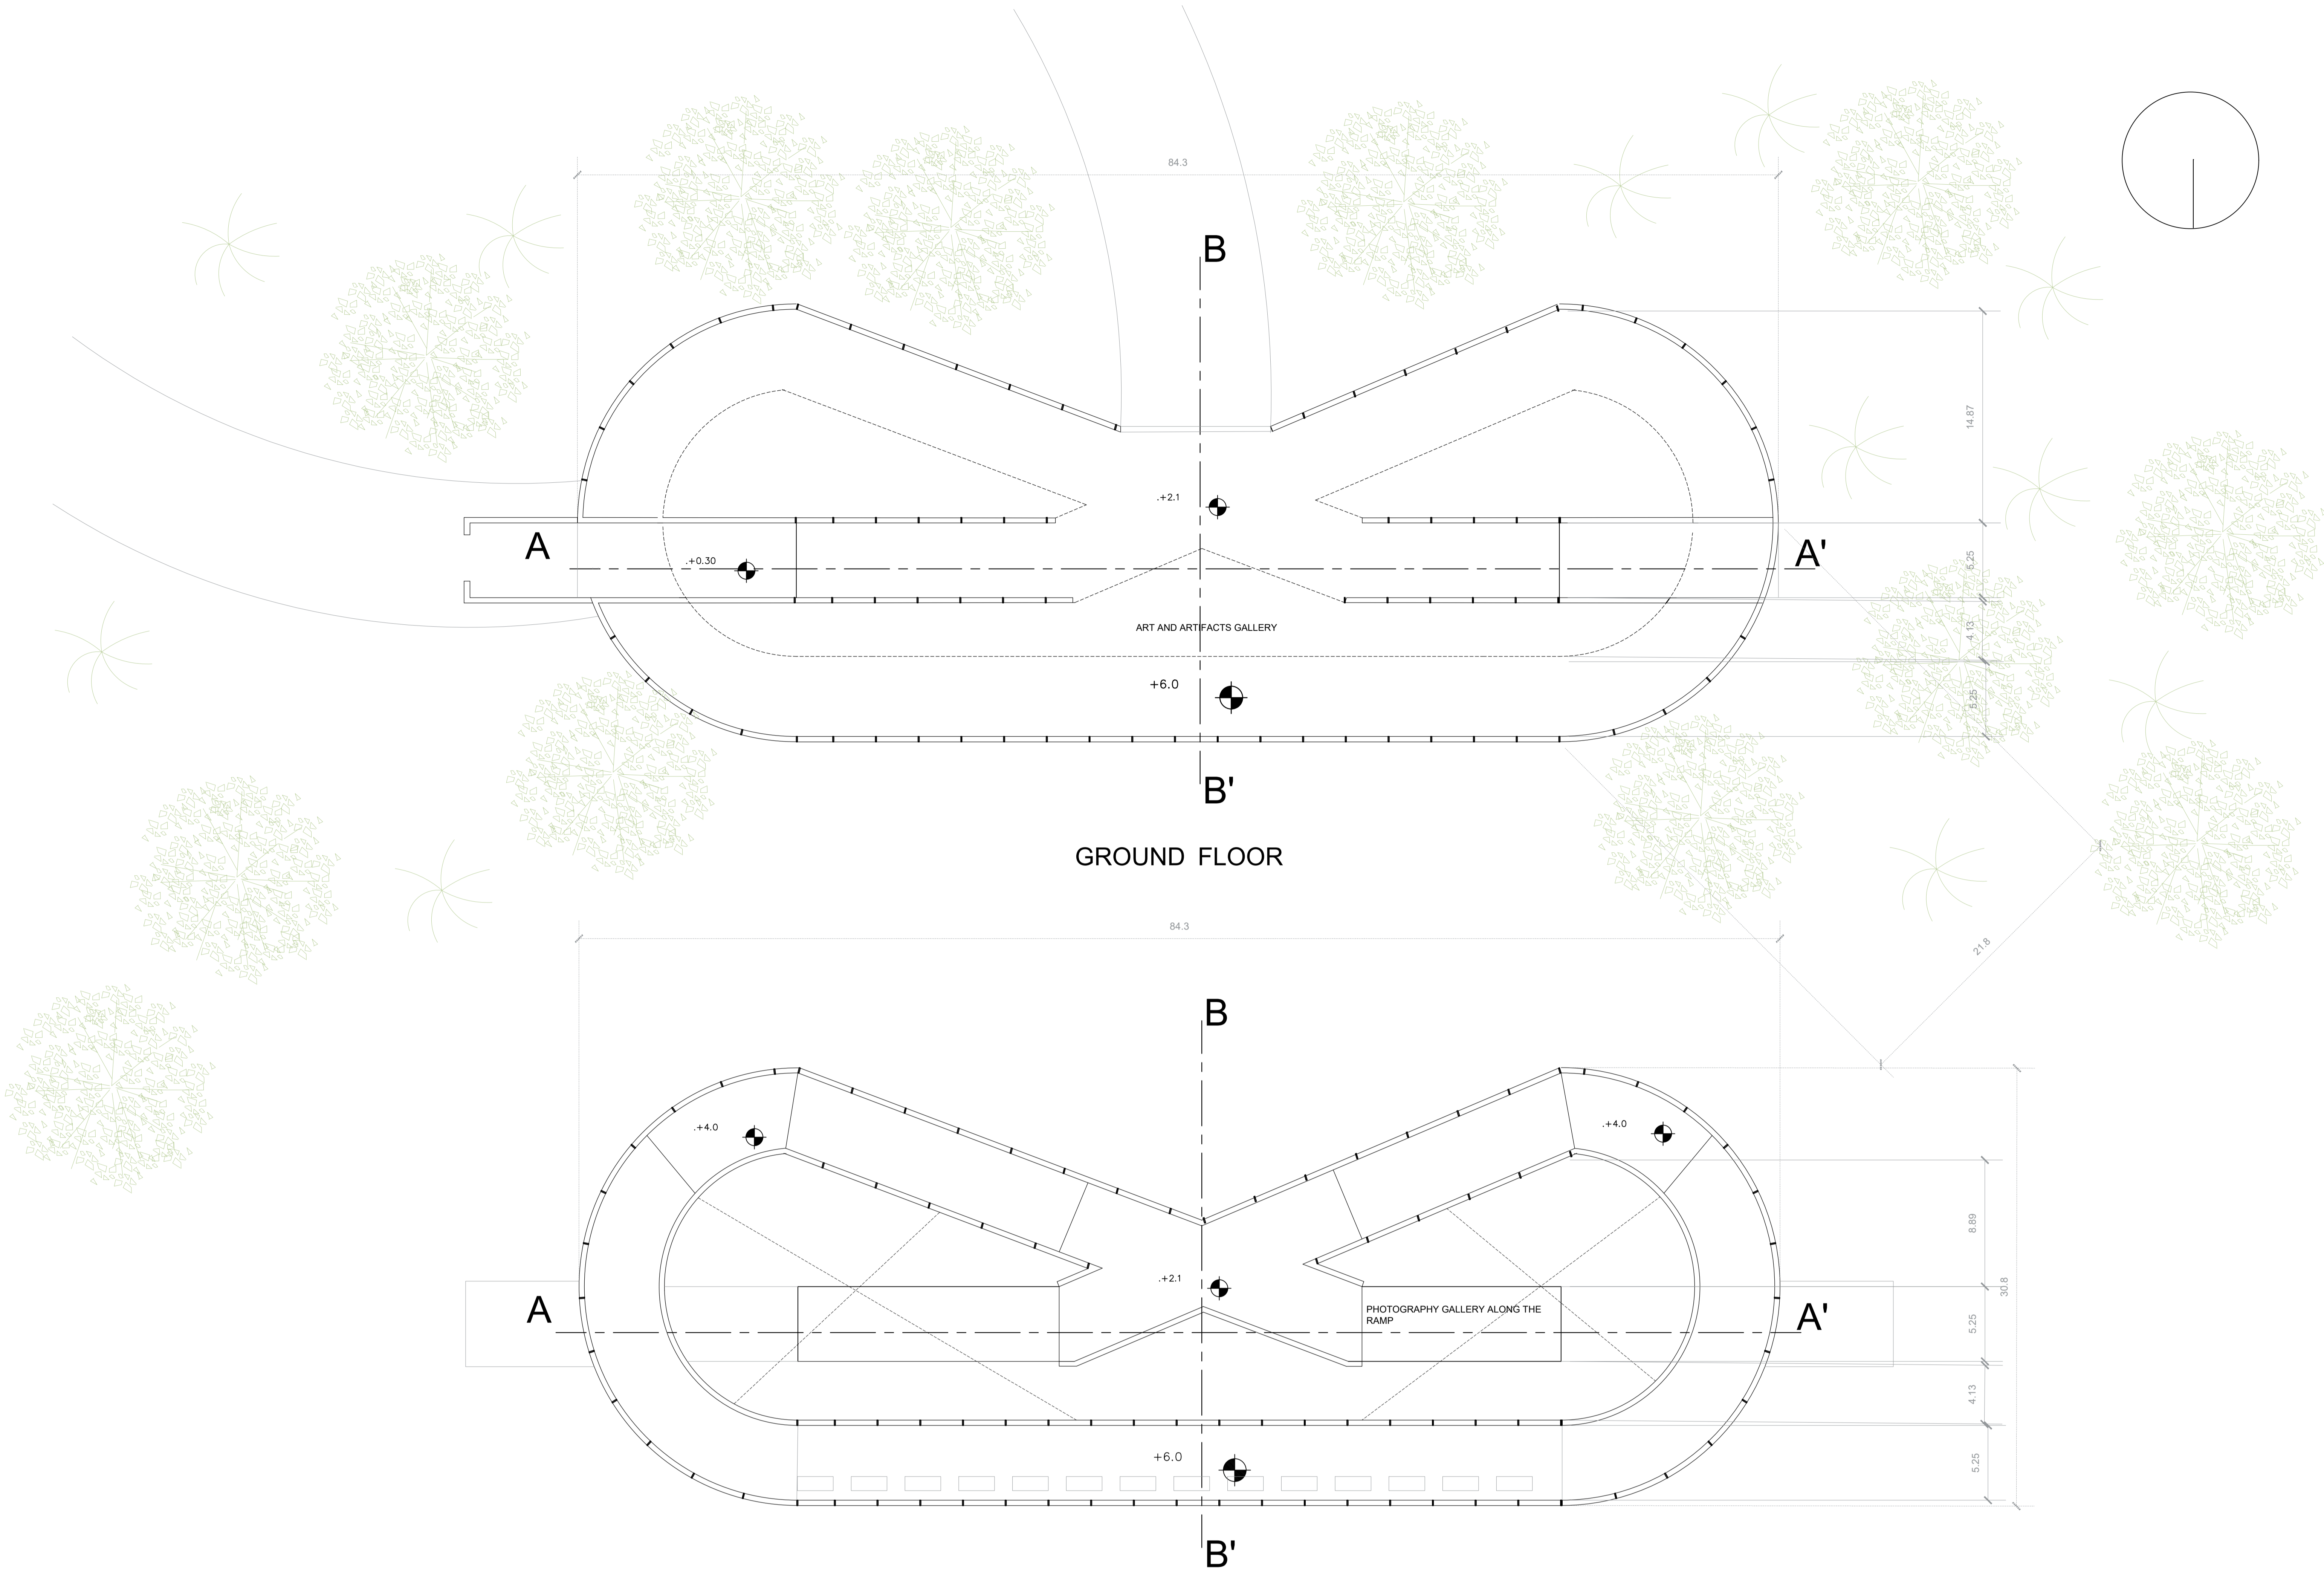 84.3
B
14.87
.+2.1
A
A'
.+0.30
5.25
ART AND ARTIFACTS GALLERY
4.13
+6.0
5.25
B'
GROUND FLOOR
84.3
21.8
B
.+4.0
.+4.0
8.89
.+2.1
30.8
A
PHOTOGRAPHY GALLERY ALONG THE
RAMP
A'
5.25
4.13
+6.0
5.25
B'